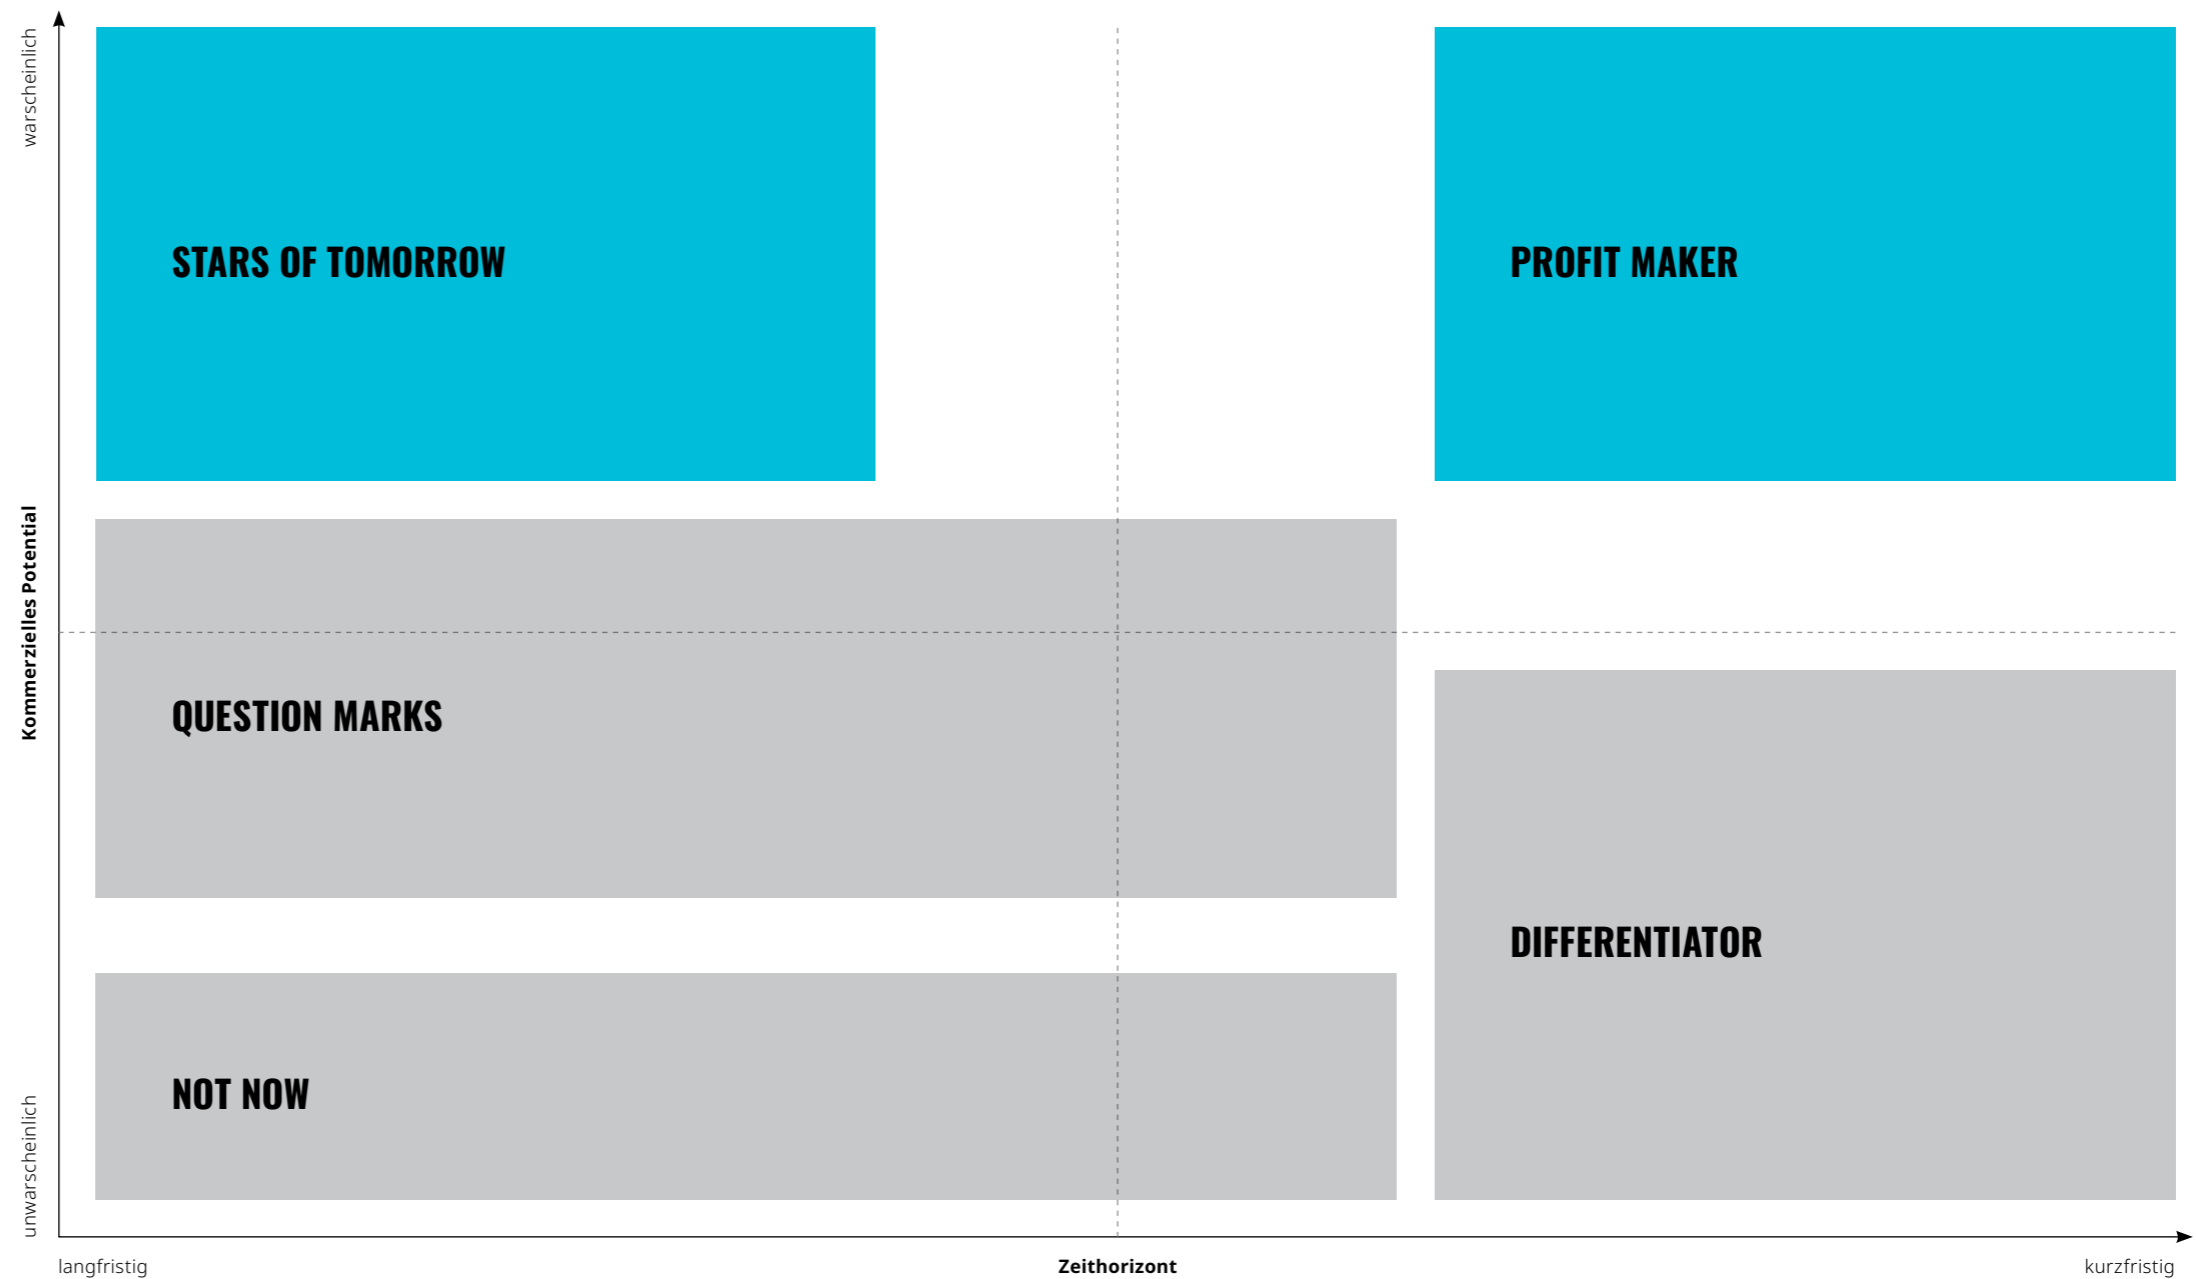 warscheinlich
STARS OF TOMORROW
PROFIT MAKER
Kommerzielles Potential
QUESTION MARKS
DIFFERENTIATOR
NOT NOW
unwarscheinlich
langfristig
Zeithorizont
kurzfristig